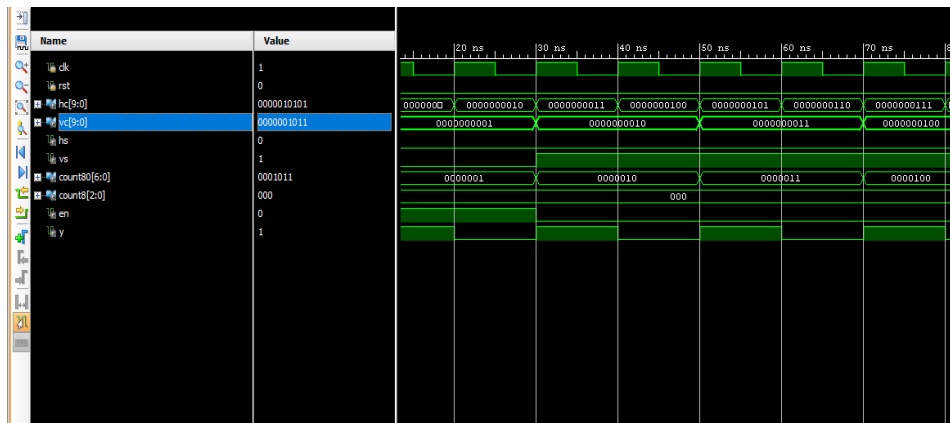 Name Value
20 ns 30 ns 40 ns 50 ns 60 ns 70 ns
clk 1
rst 0
hc[9:0] 0000010101 0000000010 0000000011 0000000100 0000000101 0000000110 0000000111
vc[9:0] 0000001011 0000000001 0000000010 0000000011 0000000100
hs 0
vs 1
count80[6:0] 0001011 0000001 0000010 0000011 0000100
count8[2:0] 000 000
en 0
y 1